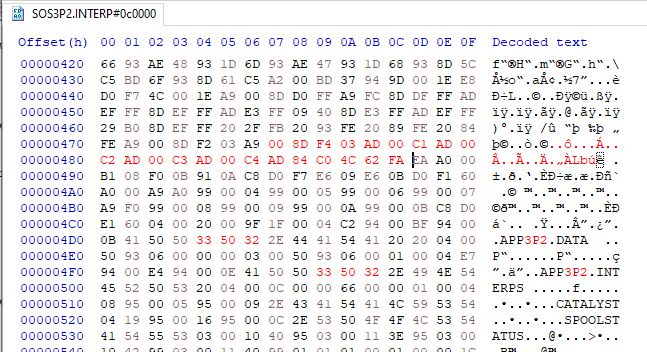 SOS3P2.INTERP#0c0000
Offset(h) 00 01 02 03 04 05 06 07 08 09 0A 0B 0C 0D 0E 0F Decoded text
00000420 66 93 AE 48 93 1D 6D 93 AE 47 93 1D 68 93 8D 5C f“®H“.m“®G“.h“.\
00000430 C5 BD 6F 93 8D 61 C5 A2 00 BD 37 94 9D 00 1E E8 Å½o“.aÅ¢.½7”...è
00000440 D0 F7 4C 00 1E A9 00 8D D0 FF A9 FC 8D DF FF AD Ð÷L..©..Ðÿ©ü.ßÿ.
00000450 EF FF 8D EF FF AD E3 FF 09 40 8D E3 FF AD EF FF ïÿ.ïÿ.ãÿ.@.ãÿ.ïÿ
00000460 29 B0 8D EF FF 20 2F FB 20 93 FE 20 89 FE 20 84 )°.ïÿ /û “þ ‰þ „
00000470 FE A9 00 8D F2 03 A9 00 8D F4 03 AD 00 C1 AD 00 þ©..ò.©..ô...Á..
00000480 C2 AD 00 C3 AD 00 C4 AD 84 C0 4C 62 FA EA A0 00 Â..Ã..Ä.„ÀLbúê .
00000490 B1 08 F0 0B 91 0A C8 D0 F7 E6 09 E6 0B D0 F1 60 ±.ð.‘.ÈÐ÷æ.æ.Ðñ`
000004A0 A0 00 A9 A0 99 00 04 99 00 05 99 00 06 99 00 07 .© ™..™..™..™..
000004B0 A9 F0 99 00 08 99 00 09 99 00 0A 99 00 0B C8 D0 ©ð™..™..™..™..ÈÐ
000004C0 E1 60 04 00 20 00 9F 1F 00 04 C2 94 00 BF 94 00 á`.. .Ÿ...Â”.¿”.
000004D0 0B 41 50 50 33 50 32 2E 44 41 54 41 20 20 04 00 .APP3P2.DATA  ..
000004E0 50 93 06 00 00 00 03 00 50 93 06 00 01 00 04 E7 P“......P“.....ç
000004F0 94 00 E4 94 00 0E 41 50 50 33 50 32 2E 49 4E 54 ”.ä”..APP3P2.INT
00000500 45 52 50 53 20 04 00 0C 00 00 66 00 00 01 00 04 ERPS .....f.....
00000510 08 95 00 05 95 00 09 2E 43 41 54 41 4C 59 53 54 .•..•...CATALYST
00000520 04 19 95 00 16 95 00 0C 2E 53 50 4F 4F 4C 53 54 ..•..•...SPOOLST
00000530 41 54 55 53 03 00 10 40 95 03 00 11 3E 95 03 00 ATUS...@•...>•..